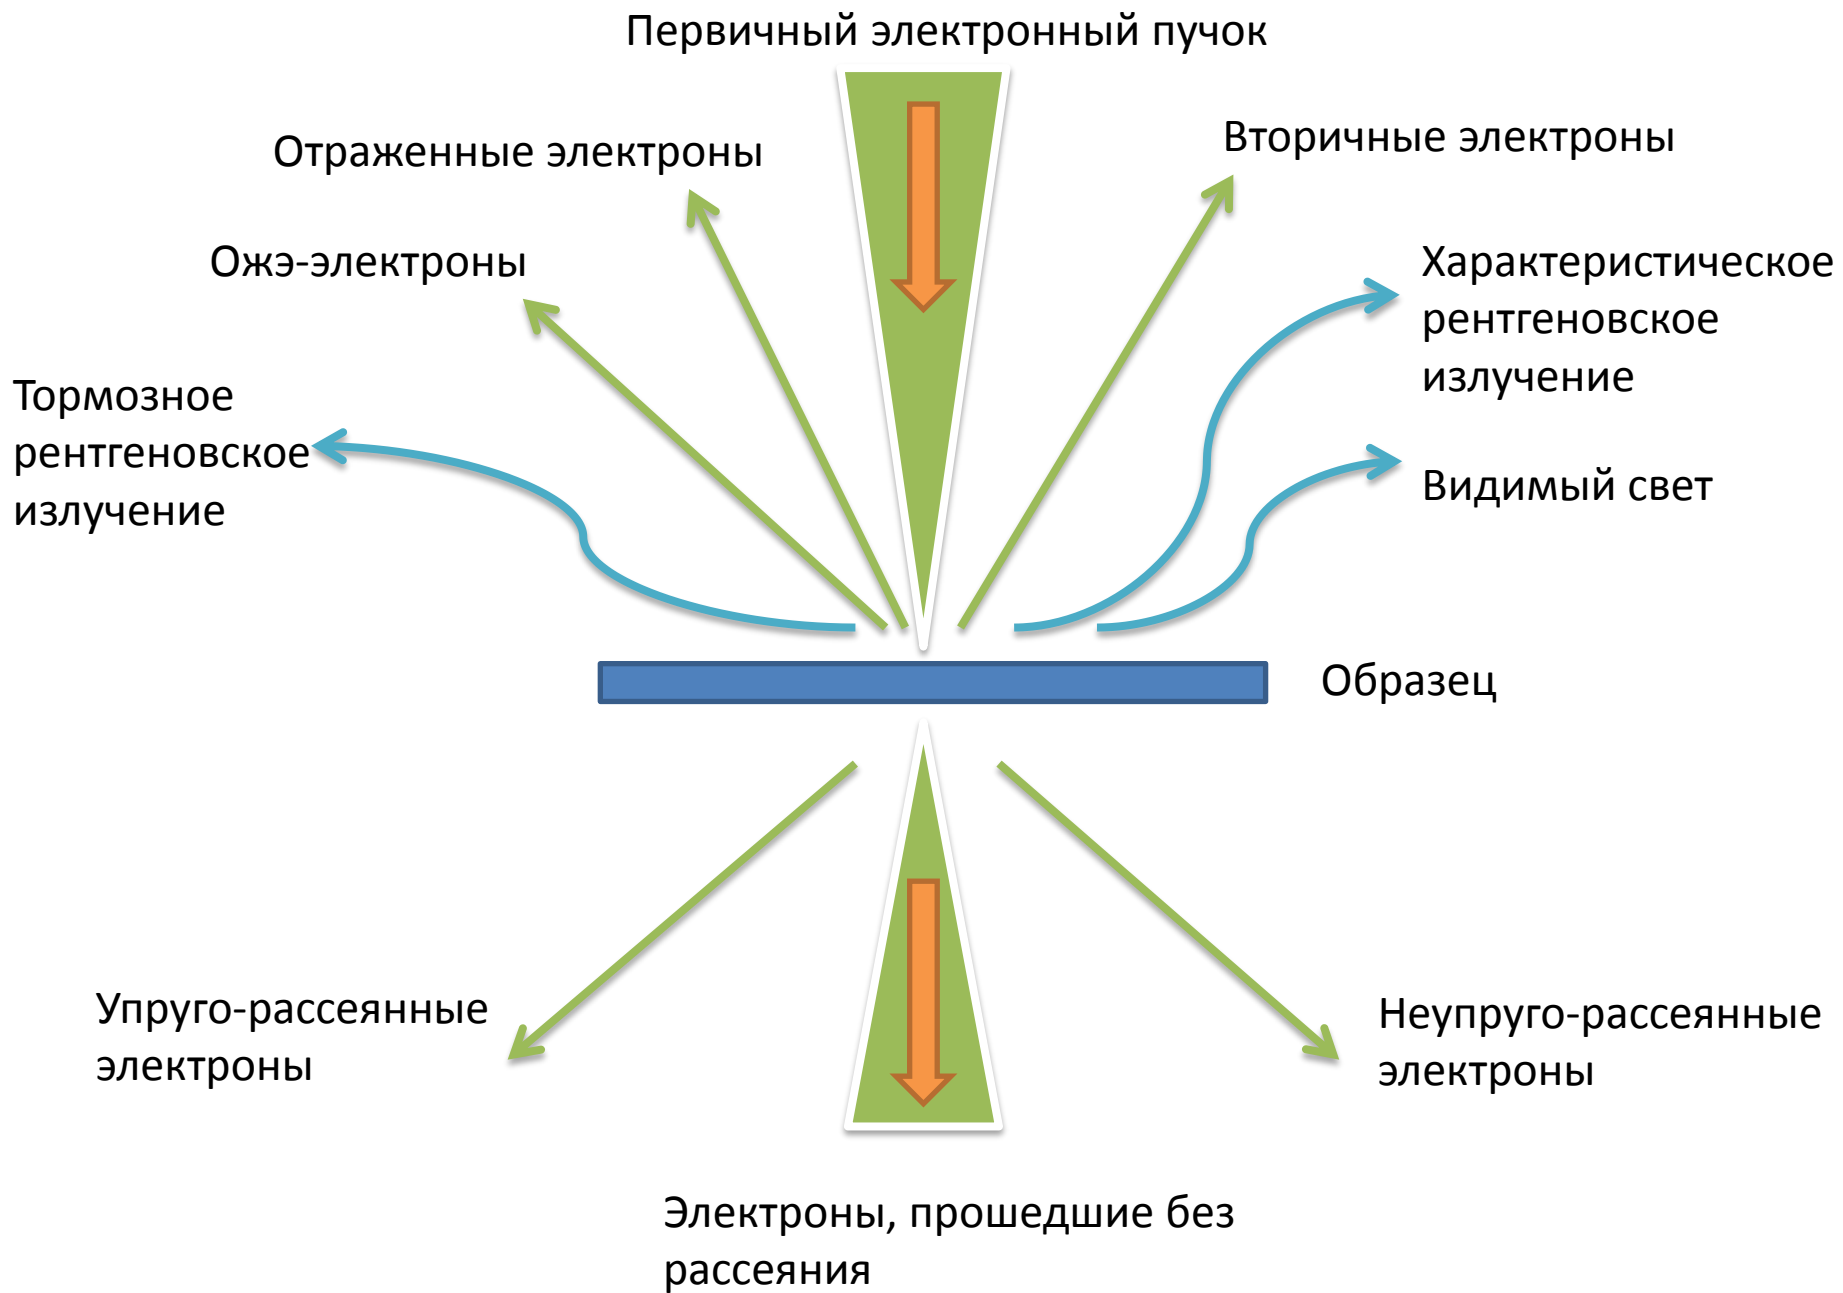 Первичный электронный пучок
Отраженные электроны
Вторичные электроны
Ожэ-электроны
Характеристическое
рентгеновское
излучение
Тормозное
рентгеновское
излучение
Видимый свет
Образец
Упруго-рассеянные
электроны
Неупруго-рассеянные
электроны
Электроны, прошедшие без
рассеяния